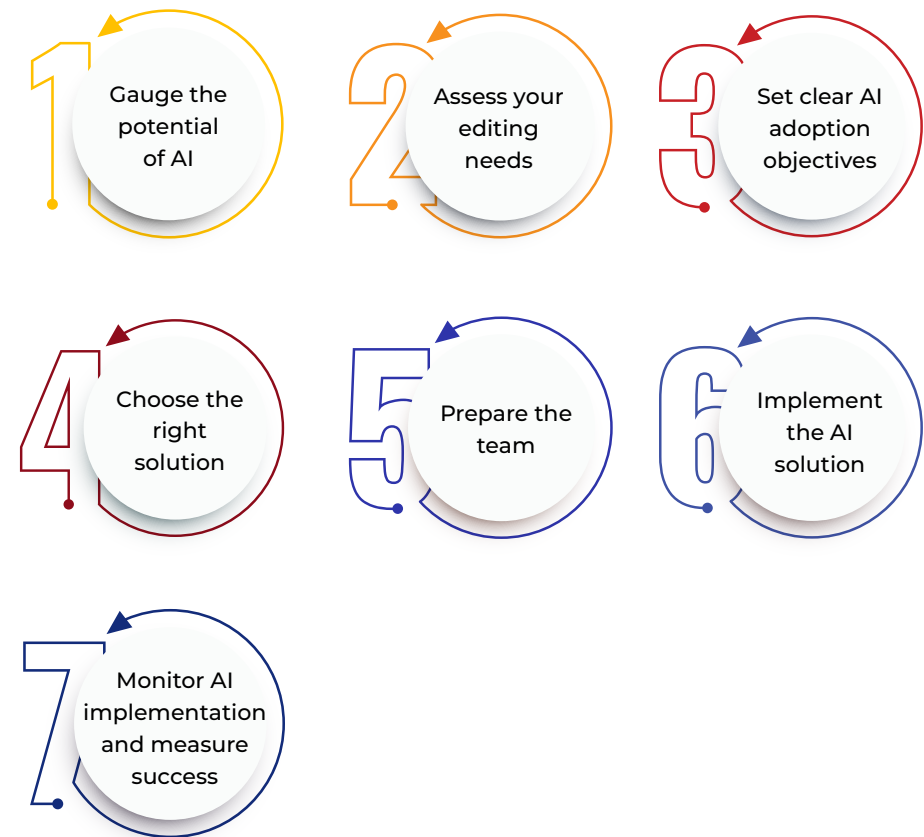 1
Gauge the
potential
of AI
2
Assess your
editing
needs
3
Set clear AI
adoption
objectives
4
Choose the
right
solution
5
Prepare the
team
6
Implement
the AI
solution
7
Monitor AI
implementation
and measure
success